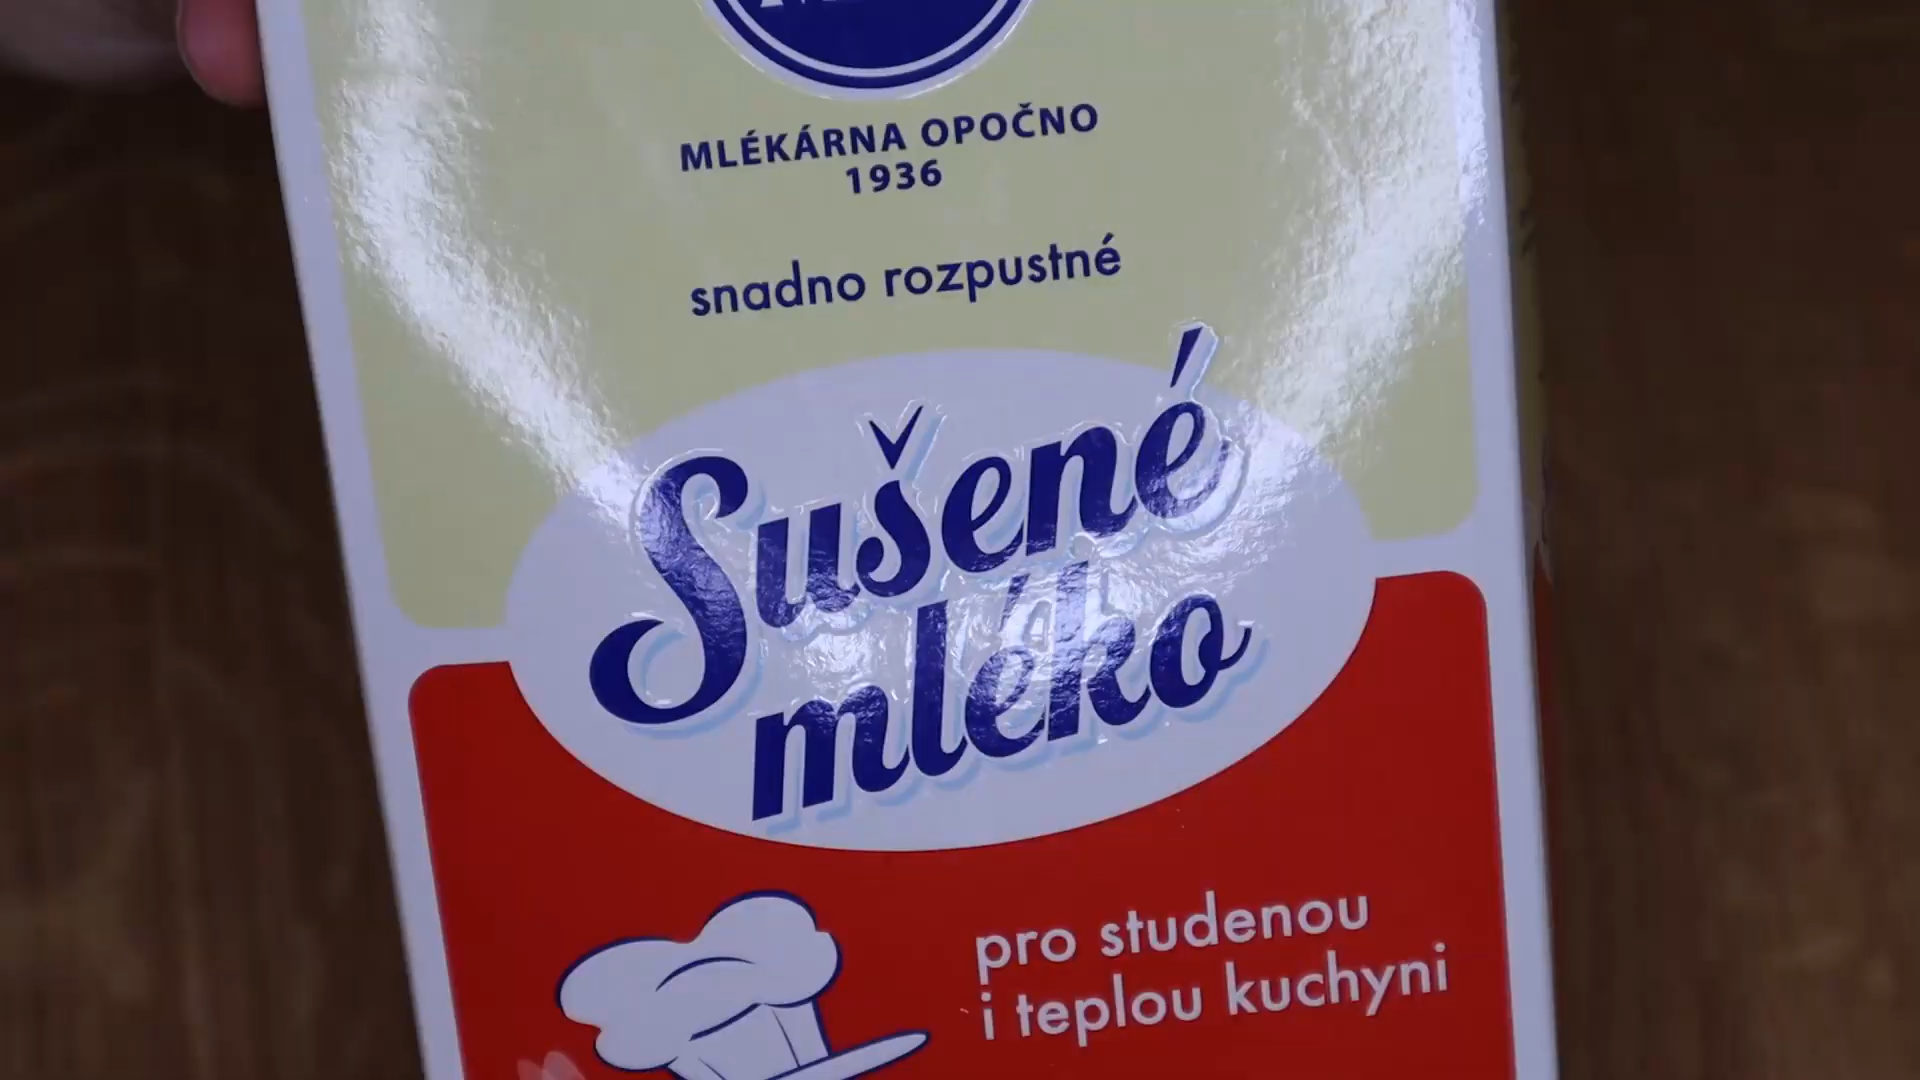 MLÉKÁRNA OPOČNO
1936
snadno rozpustné
Sušené
mléko
pro studenou
i teplou kuchyni